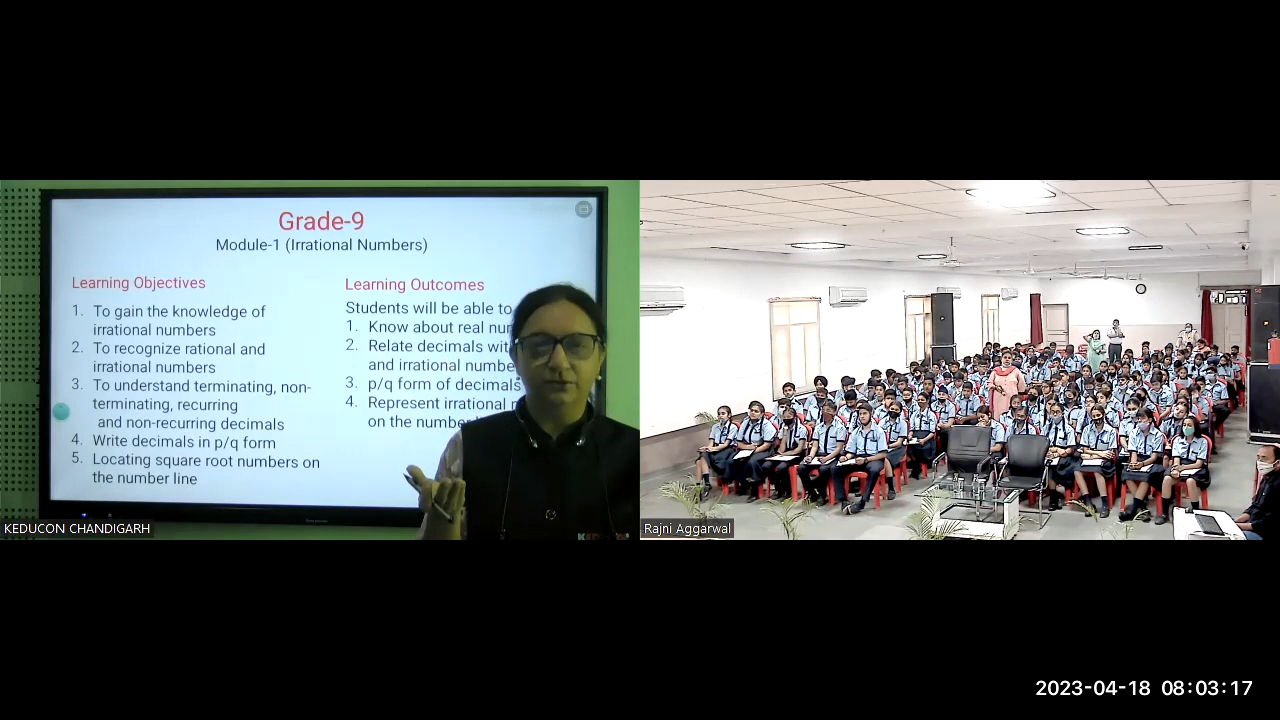 Grade-9
Module-1 (Irrational Numbers)
Learning Objectives
1. To gain the knowledge of
irrational numbers
2. To recognize rational and
irrational numbers
3. To understand terminating, non-
terminating, recurring
and non-recurring decimals
4. Write decimals in p/q form
5. Locating square root numbers on
the number line
Learning Outcomes
Students will be able to
1. Know about real
2. Relate decimals
and irrational
3. p/q form of decimals
4. Represent irrational
on the
KEDUCON CHANDIGARH
Rajni Aggarwal
2023-04-18 08:03:17